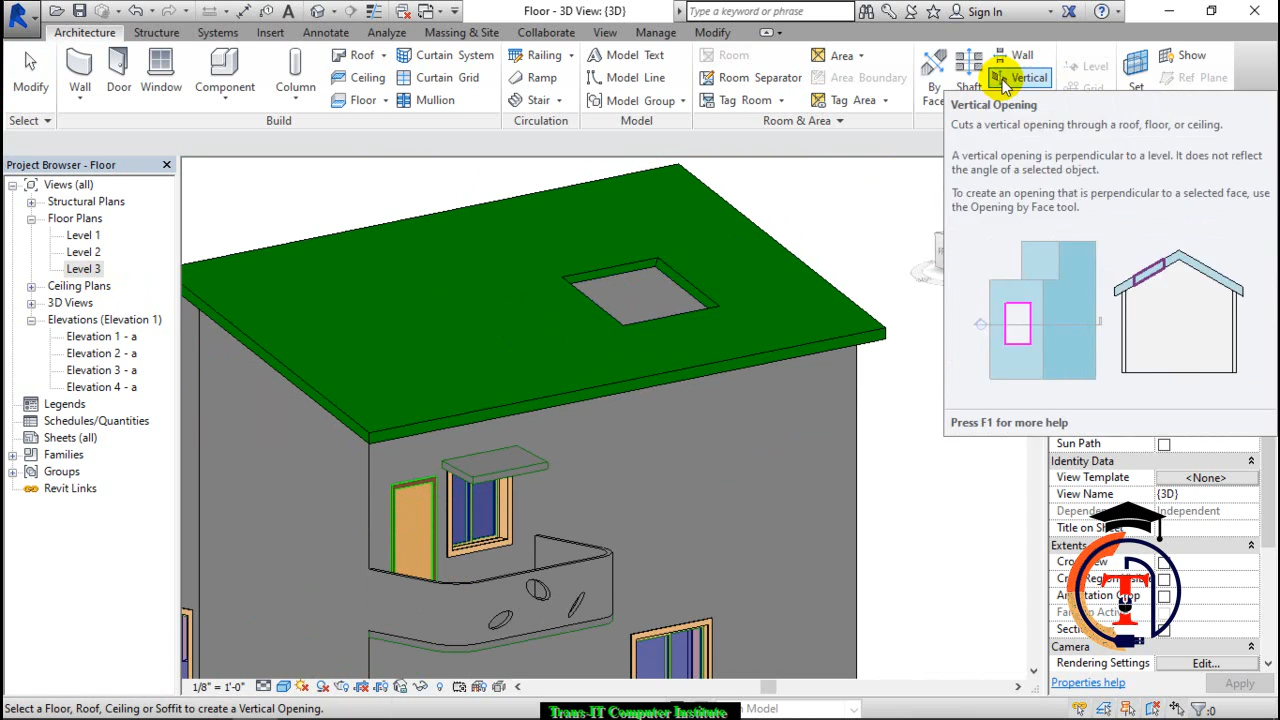 Floor - 3D View: {3D}
Type a keyword or phrase
Sign In
Architecture Structure Systems Insert Annotate Analyze Massing & Site Collaborate View Manage Modify
Modify
Wall
Door
Window
Component
Column
Roof
Ceiling
Floor
Curtain System
Curtain Grid
Mullion
Railing
Ramp
Stair
Model Text
Model Line
Model Group
Room
Room Separator
Tag Room
Area
Area Boundary
Tag Area
By
Face
Shaft
Wall
Vertical
Level
Grid
Set
Show
Ref Plane
Select
Build
Circulation
Model
Room & Area
Vertical Opening
Cuts a vertical opening through a roof, floor, or ceiling.
A vertical opening is perpendicular to a level. It does not reflect
the angle of a selected object.
To create an opening that is perpendicular to a selected face, use
the Opening by Face tool.
Press F1 for more help
Project Browser - Floor
Views (all)
Structural Plans
Floor Plans
Level 1
Level 2
Level 3
Ceiling Plans
3D Views
Elevations (Elevation 1)
Elevation 1 - a
Elevation 2 - a
Elevation 3 - a
Elevation 4 - a
Legends
Schedules/Quantities
Sheets (all)
Families
Groups
Revit Links
Sun Path
Identity Data
View Template <None>
View Name {3D}
Independent
Title on
Extents
Camera
Rendering Settings Edit...
Properties help
Apply
1/8" = 1'-0"
Select a Floor, Roof, Ceiling or Soffit to create a Vertical Opening.
Trans-IT Computer Institute
Model
:0